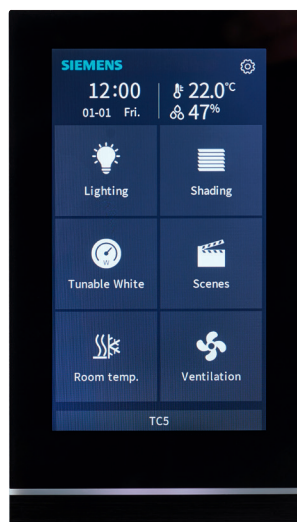 SIEMENS
12:00
22.0°C
01-01 Fri.
47%
Lighting
Shading
W
Tunable White
Scenes
Room temp.
Ventilation
TC5